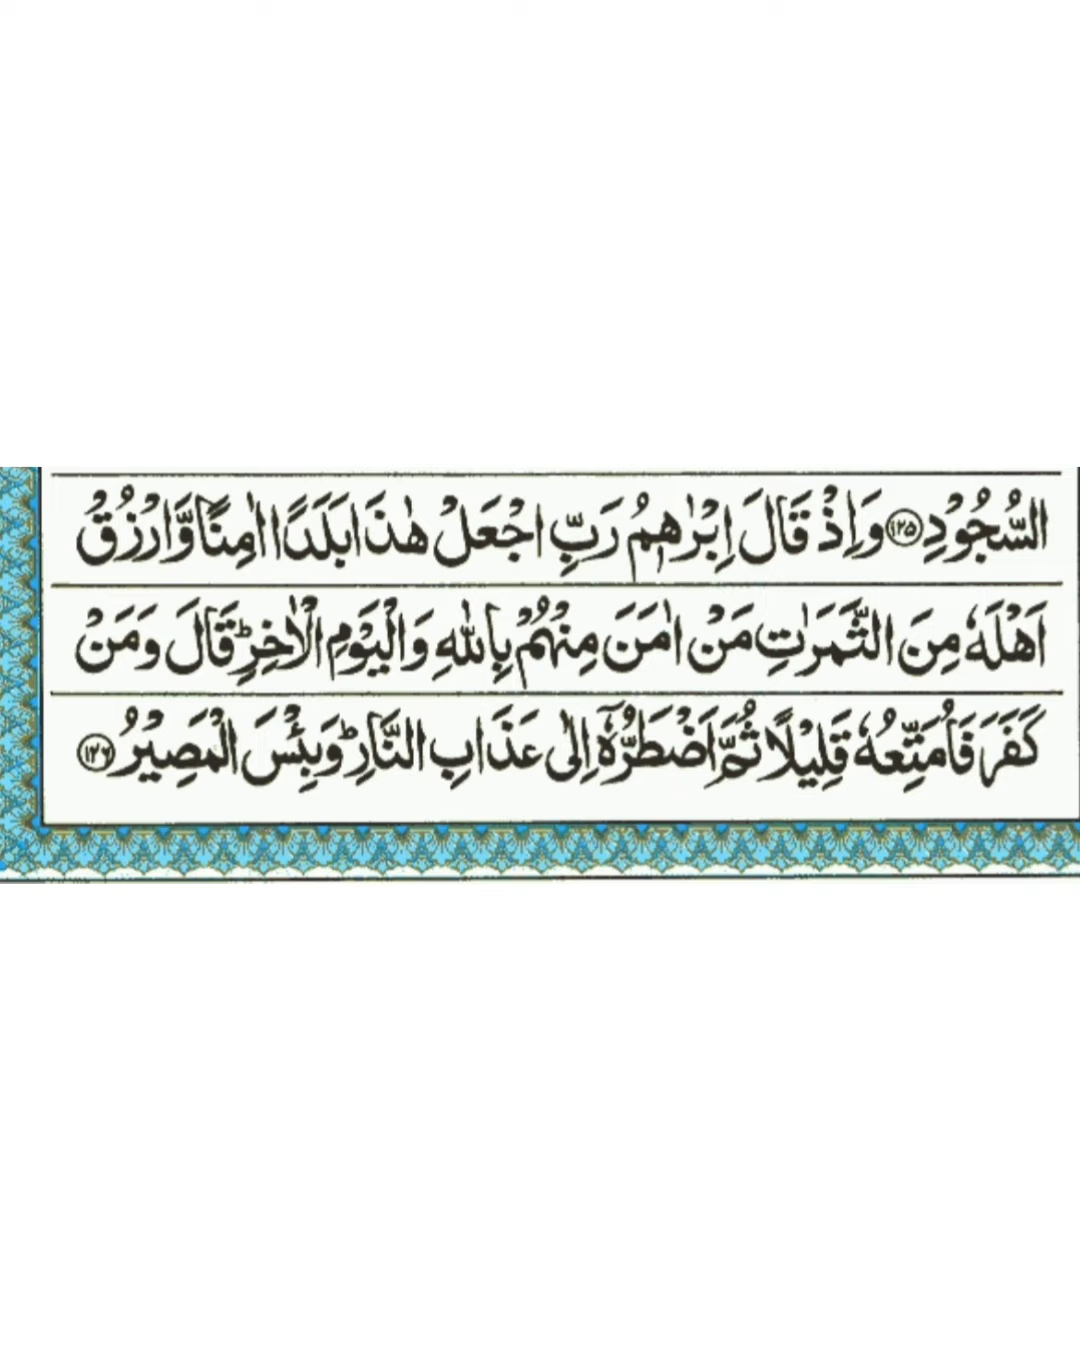 السُّجُوْدِ ﴿۱۲۵﴾ وَاِذْ قَالَ اِبْرٰهٖمُ رَبِّ اجْعَلْ هٰذَا بَلَدًا اٰمِنًا وَّارْزُقْ
اَهْلَهٗ مِنَ الثَّمَرٰتِ مَنْ اٰمَنَ مِنْهُمْ بِاللّٰهِ وَالْيَوْمِ الْاٰخِرِ ؕ قَالَ وَمَنْ
كَفَرَ فَاُمَتِّعُهٗ قَلِيْلًا ثُمَّ اَضْطَرُّهٗۤ اِلٰى عَذَابِ النَّارِ ؕ وَبِئْسَ الْمَصِيْرُ ﴿۱۲۶﴾